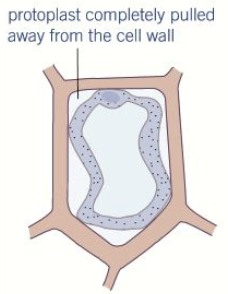 protoplast completely pulled
away from the cell wall